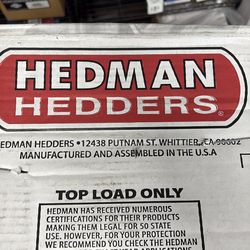 HEDMAN
HEDDERS®
HEDMAN HEDDERS • 12438 PUTNAM ST. WHITTIER, CA 90602
MANUFACTURED AND ASSEMBLED IN THE U.S.A
TOP LOAD ONLY
HEDMAN HAS RECEIVED NUMEROUS
CERTIFICATIONS FOR THEIR PRODUCTS
MAKING THEM LEGAL FOR 50 STATE
USE, HOWEVER, FOR YOUR PROTECTION
WE RECOMMEND YOU CHECK THE HEDMAN